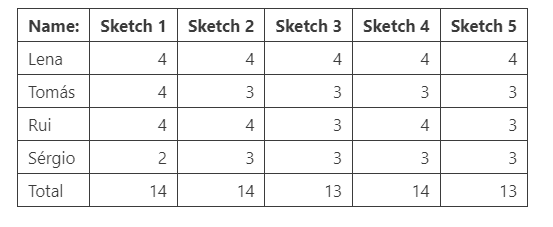 Name: Sketch 1 Sketch 2 Sketch 3 Sketch 4 Sketch 5
Lena 4 4 4 4 4
Tomás 4 3 3 3 3
Rui 4 4 3 4 3
Sérgio 2 3 3 3 3
Total 14 14 13 14 13